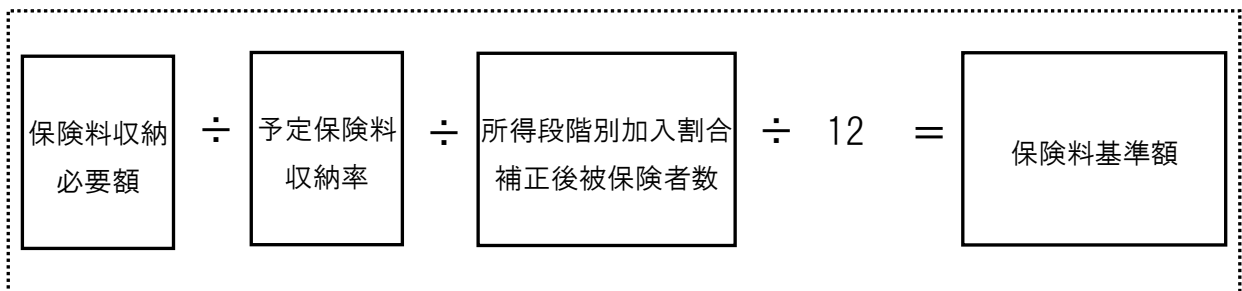 保険料収納
必要額
÷
予定保険料
収納率
÷
所得段階別加入割合
補正後被保険者数
÷ 12 =
保険料基準額